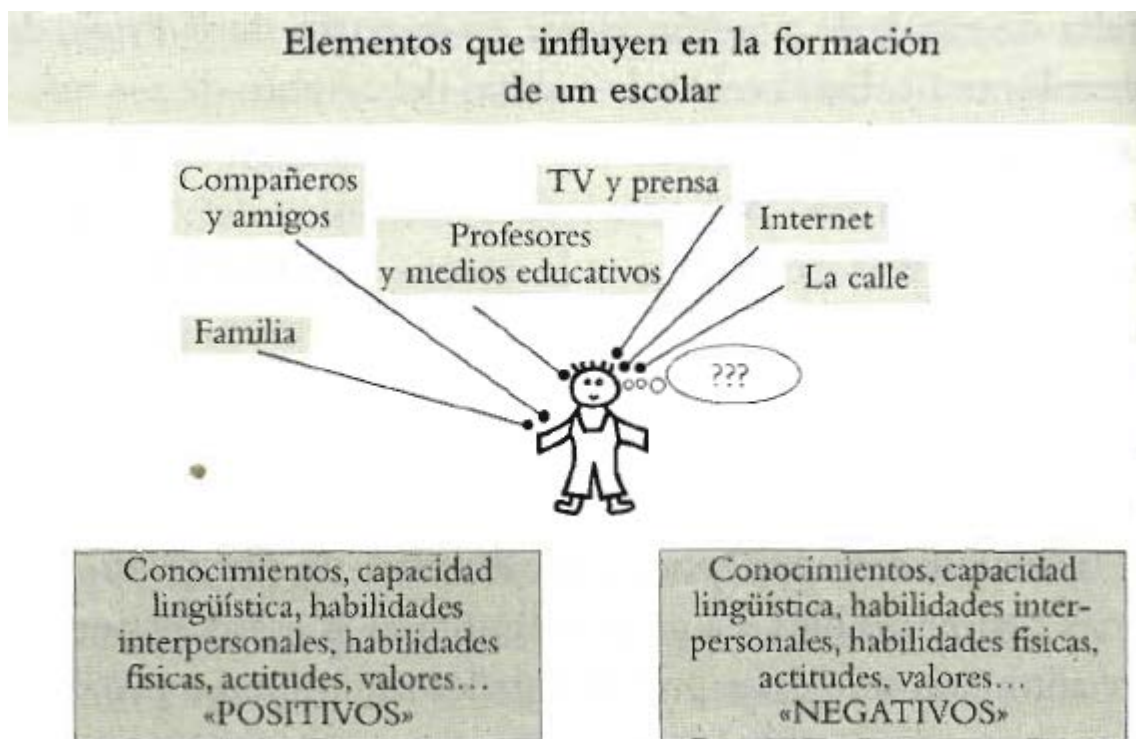 Elementos que influyen en la formación
de un escolar
Compañeros
y amigos
TV y prensa
Profesores
y medios educativos
Internet
La calle
Familia
???
Conocimientos, capacidad
lingüística, habilidades
interpersonales, habilidades
físicas, actitudes, valores...
«POSITIVOS»
Conocimientos, capacidad
lingüística, habilidades inter-
personales, habilidades físicas,
actitudes, valores...
«NEGATIVOS»